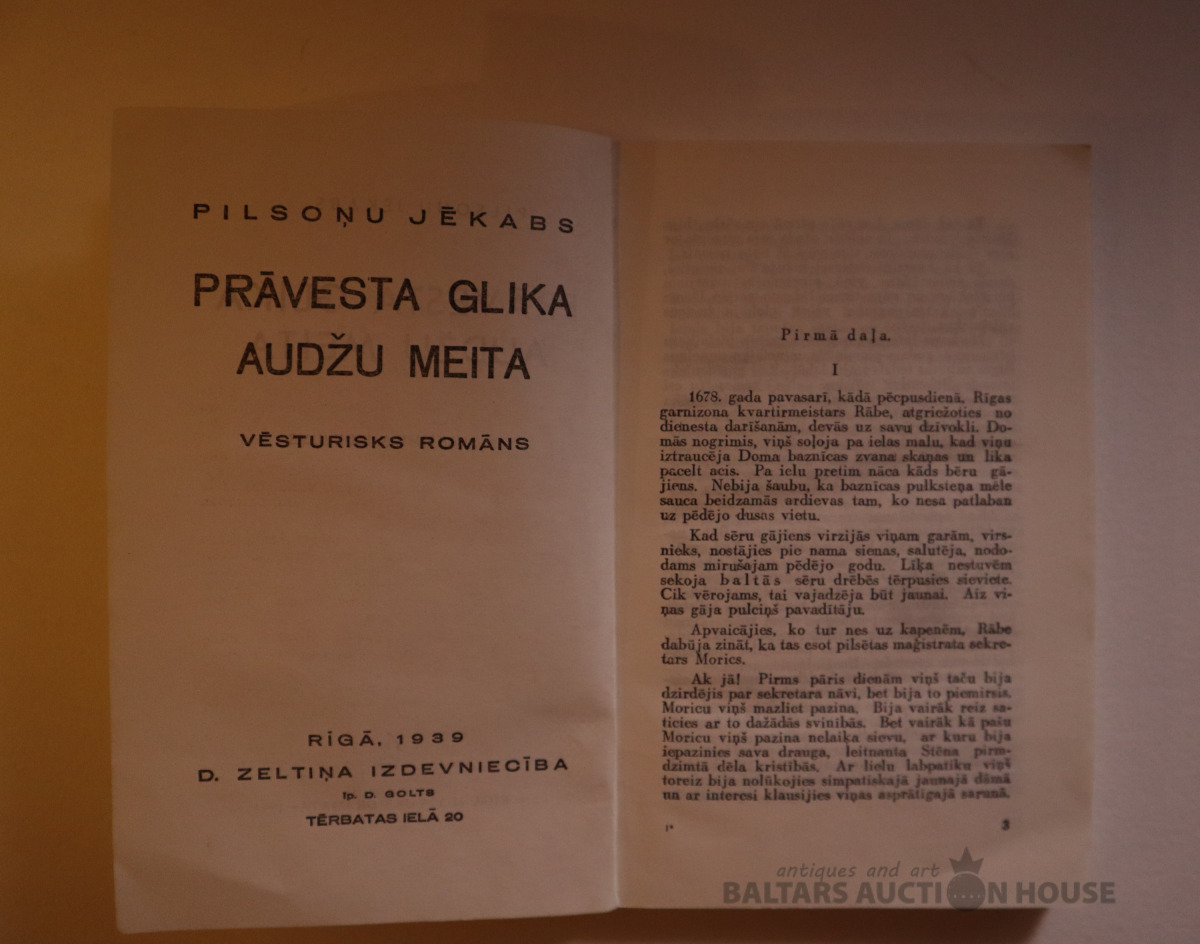 PILSOŅU JĒKABS
PRĀVESTA GLIKA
AUDŽU MEITA
VĒSTURISKS ROMĀNS
RĪGĀ, 1939
D. ZELTIŅA IZDEVNIECĪBA
Īp. D. GOLTS
TĒRBATAS IELĀ 20
Pirmā daļa.
I
1678. gada pavasarī, kādā pēcpusdienā, Rīgas
garnizona kvartirmeistars Rābe, atgriežoties no
dienesta darīšanām, devās uz savu dzīvokli. Do-
mās nogrimis, viņš soļoja pa ielas malu, kad viņu
iztraucēja Doma baznīcas zvana skaņas un lika
pacelt acis. Pa ielu pretim nāca kāds bēru gā-
jiens. Nebija šaubu, ka baznīcas pulksteņa mēle
sauca beidzamās ardievas tam, ko nesa patlaban
uz pēdējo dusas vietu.
Kad sēru gājiens virzijās viņam garām, virs-
nieks, nostājies pie nama sienas, salutēja, nodo-
dams mirušajam pēdējo godu. Līķa nestuvēm
sekoja baltās sēru drēbēs tērpusies sieviete.
Cik vērojams, tai vajadzēja būt jaunai. Aiz vi-
ņas gāja pulciņš pavadītāju.
Apvaicājies, ko tur nes uz kapenēm, Rābe
dabūja zināt, ka tas esot pilsētas maģistrata sekre-
tars Morics.
Ak jā! Pirms pāris dienām viņš taču bija
dzirdējis par sekretara nāvi, bet bija to piemirsis.
Moricu viņš mazliet pazina. Bija vairāk reiz sa-
ticies ar to dažādās svinībās. Bet vairāk kā pašu
Moricu viņš pazina nelaiķa sievu, ar kuru bija
iepazinies sava drauga, leitnanta Stēna pirm-
dzimtā dēla kristībās. Ar lielu labpatiku viņš
toreiz bija nolūkojies simpatiskajā jaunajā dāmā
un ar interesi klausijies viņas asprātīgajā sarunā.
1*
3
antiques and art
BALTARS AUCTION HOUSE